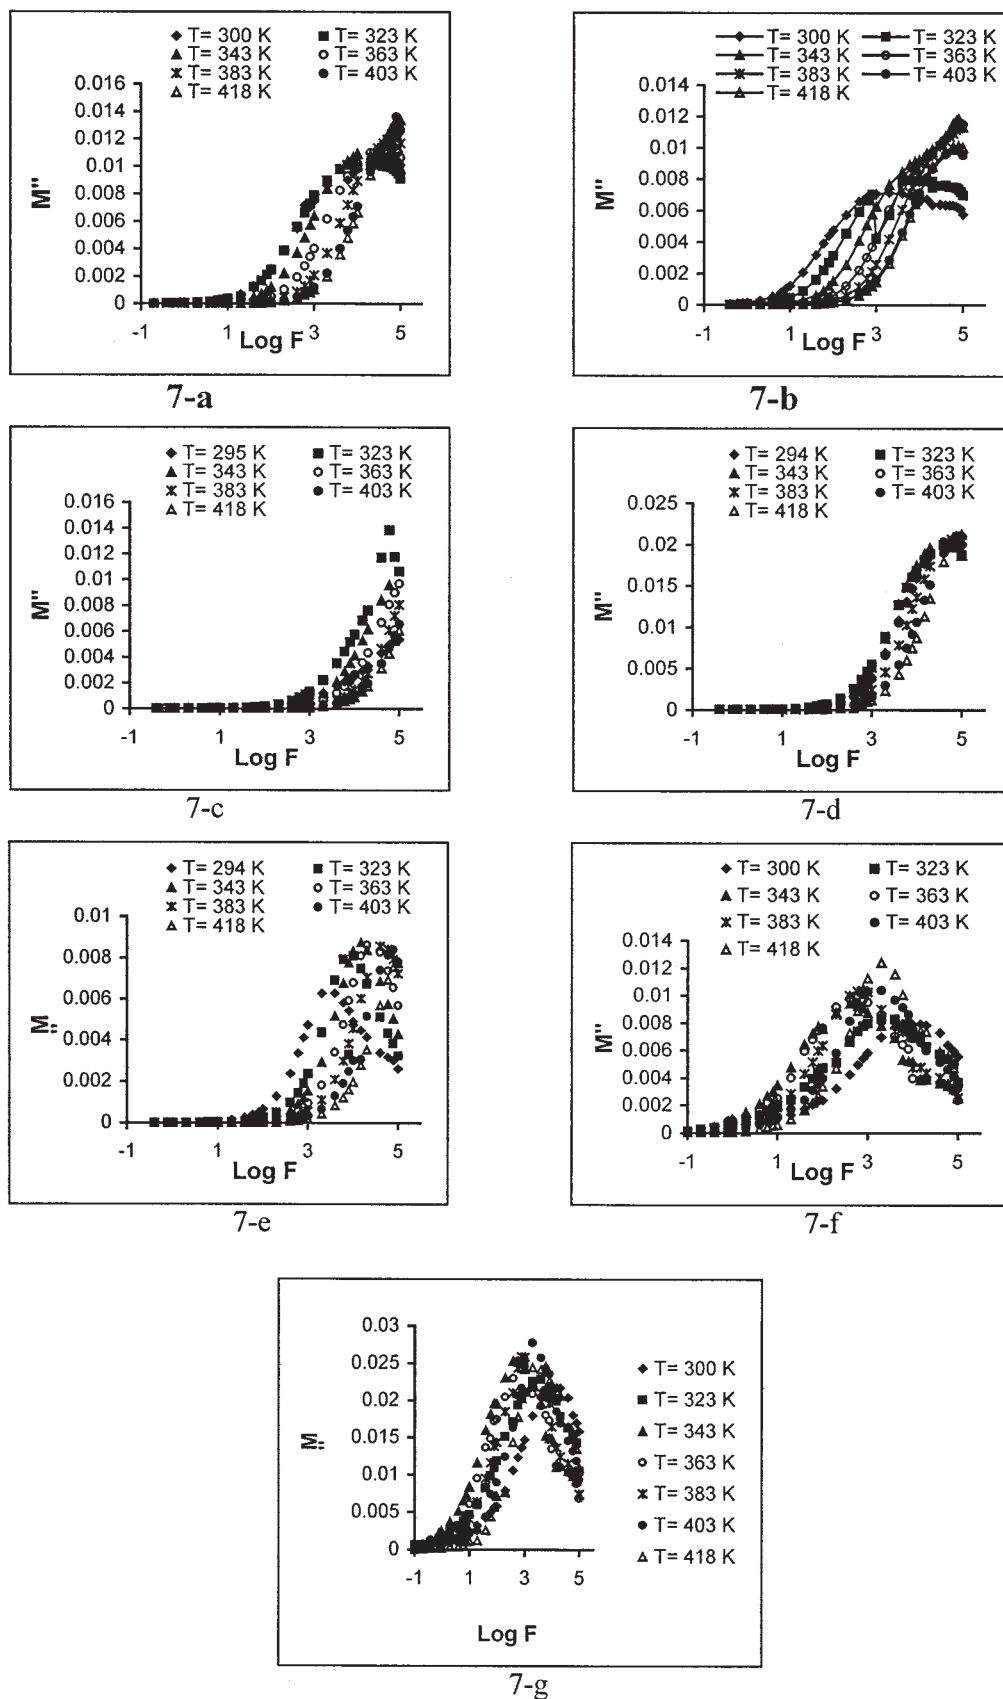 T= 300 K T= 323 K
T= 343 K T= 363 K
T= 383 K T= 403 K
T= 418 K
0.016
0.014
0.012
0.01
0.008
0.006
0.004
0.002
0
M"
-1 1 3 5
Log F
7-a
T= 300 K T= 323 K
T= 343 K T= 363 K
T= 383 K T= 403 K
T= 418 K
0.014
0.012
0.01
0.008
0.006
0.004
0.002
0
M"
-1 1 3 5
Log F
7-b
T= 295 K T= 323 K
T= 343 K T= 363 K
T= 383 K T= 403 K
T= 418 K
0.016
0.014
0.012
0.01
0.008
0.006
0.004
0.002
0
M"
-1 1 3 5
Log F
7-c
T= 294 K T= 323 K
T= 343 K T= 363 K
T= 383 K T= 403 K
T= 418 K
0.025
0.02
0.015
0.01
0.005
0
M"
-1 1 3 5
Log F
7-d
T= 294 K T= 323 K
T= 343 K T= 363 K
T= 383 K T= 403 K
T= 418 K
0.01
0.008
0.006
0.004
0.002
0
M"
-1 1 3 5
Log F
7-e
T= 300 K T= 323 K
T= 343 K T= 363 K
T= 383 K T= 403 K
T= 418 K
0.014
0.012
0.01
0.008
0.006
0.004
0.002
0
M"
-1 1 3 5
Log F
7-f
0.03
0.025
0.02
0.015
0.01
0.005
0
M"
-1 1 3 5
Log F
T= 300 K
T= 323 K
T= 343 K
T= 363 K
T= 383 K
T= 403 K
T= 418 K
7-g